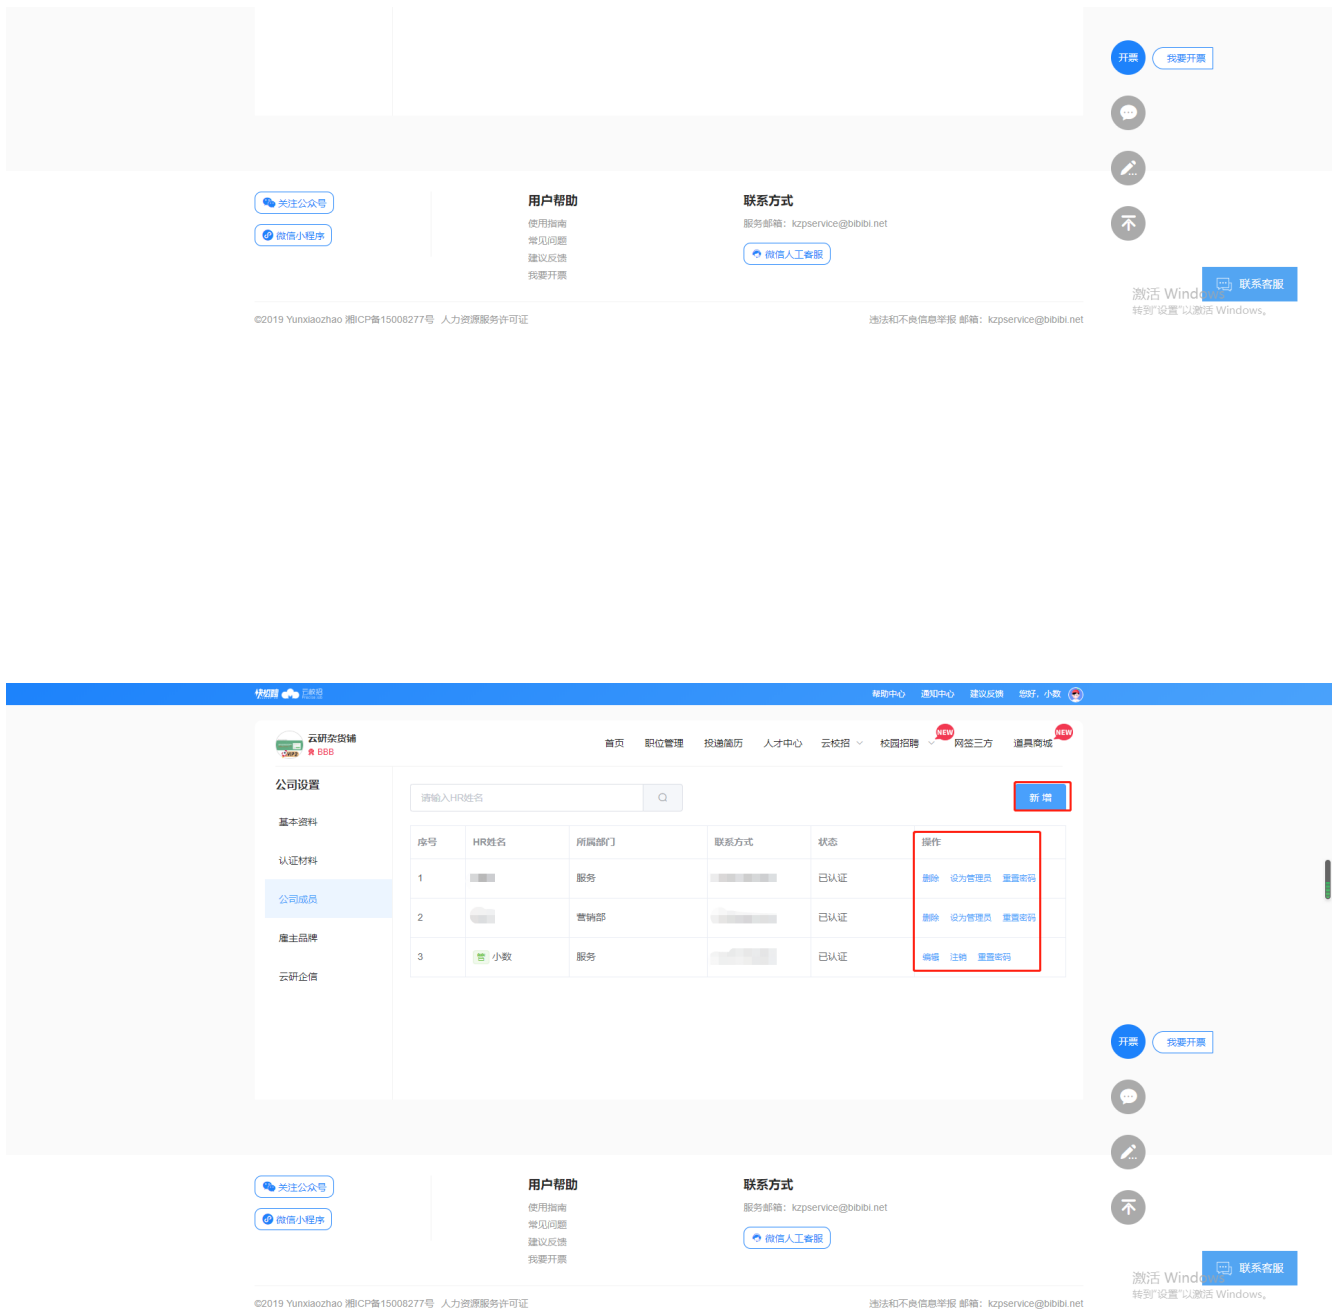 开票 我要开票
关注公众号
微信小程序
用户帮助
使用指南
常见问题
建议反馈
我要开票
联系方式
服务邮箱：kzpservice@bibibi.net
微信人工客服
联系客服
激活 Windows
转到"设置"以激活 Windows。
©2019 Yunxiaozhao 湘ICP备15008277号 人力资源服务许可证
违法和不良信息举报 邮箱：kzpservice@bibibi.net
快招聘 云校招
帮助中心 通知中心 建议反馈 您好，小数
云研杂货铺
BBB
首页 职位管理 投递简历 人才中心 云校招 校园招聘 NEW 网签三方 道具商城 NEW
公司设置
基本资料
认证材料
公司成员
雇主品牌
云研企信
请输入HR姓名
新 增
序号 HR姓名 所属部门 联系方式 状态 操作
1 服务 已认证 删除 设为管理员 重置密码
2 营销部 已认证 删除 设为管理员 重置密码
3 管 小数 服务 已认证 编辑 注销 重置密码
开票 我要开票
关注公众号
微信小程序
用户帮助
使用指南
常见问题
建议反馈
我要开票
联系方式
服务邮箱：kzpservice@bibibi.net
微信人工客服
联系客服
激活 Windows
转到"设置"以激活 Windows。
©2019 Yunxiaozhao 湘ICP备15008277号 人力资源服务许可证
违法和不良信息举报 邮箱：kzpservice@bibibi.net